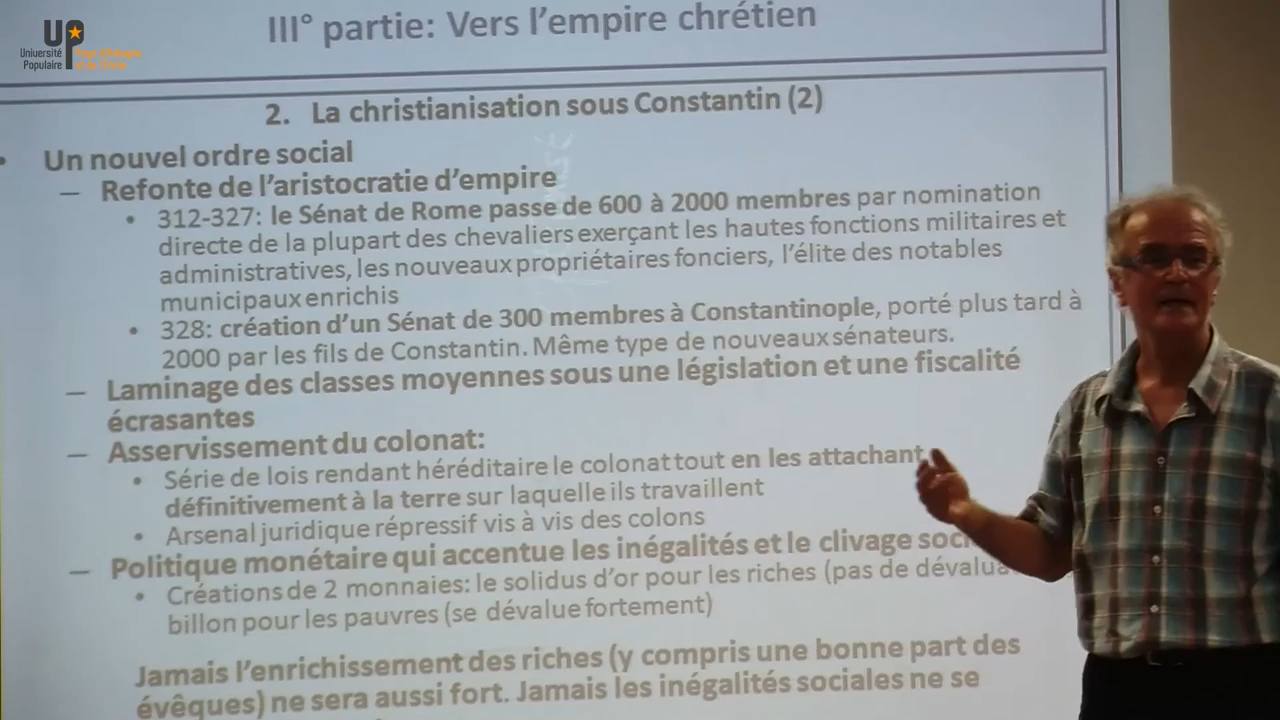 UP
Université
Populaire
III° partie: Vers l’empire chrétien
2. La christianisation sous Constantin (2)
• Un nouvel ordre social
– Refonte de l’aristocratie d’empire
• 312-327: le Sénat de Rome passe de 600 à 2000 membres par nomination
directe de la plupart des chevaliers exerçant les hautes fonctions militaires et
administratives, les nouveaux propriétaires fonciers, l’élite des notables
municipaux enrichis
• 328: création d’un Sénat de 300 membres à Constantinople, porté plus tard à
2000 par les fils de Constantin. Même type de nouveaux sénateurs.
– Laminage des classes moyennes sous une législation et une fiscalité
écrasantes
– Asservissement du colonat:
• Série de lois rendant héréditaire le colonat tout en les attachant
définitivement à la terre sur laquelle ils travaillent
• Arsenal juridique répressif vis à vis des colons
– Politique monétaire qui accentue les inégalités et le clivage
• Créations de 2 monnaies: le solidus d’or pour les riches (pas de
billon pour les pauvres (se dévalue fortement)
Jamais l’enrichissement des riches (y compris une bonne part des
évêques) ne sera aussi fort. Jamais les inégalités sociales ne se